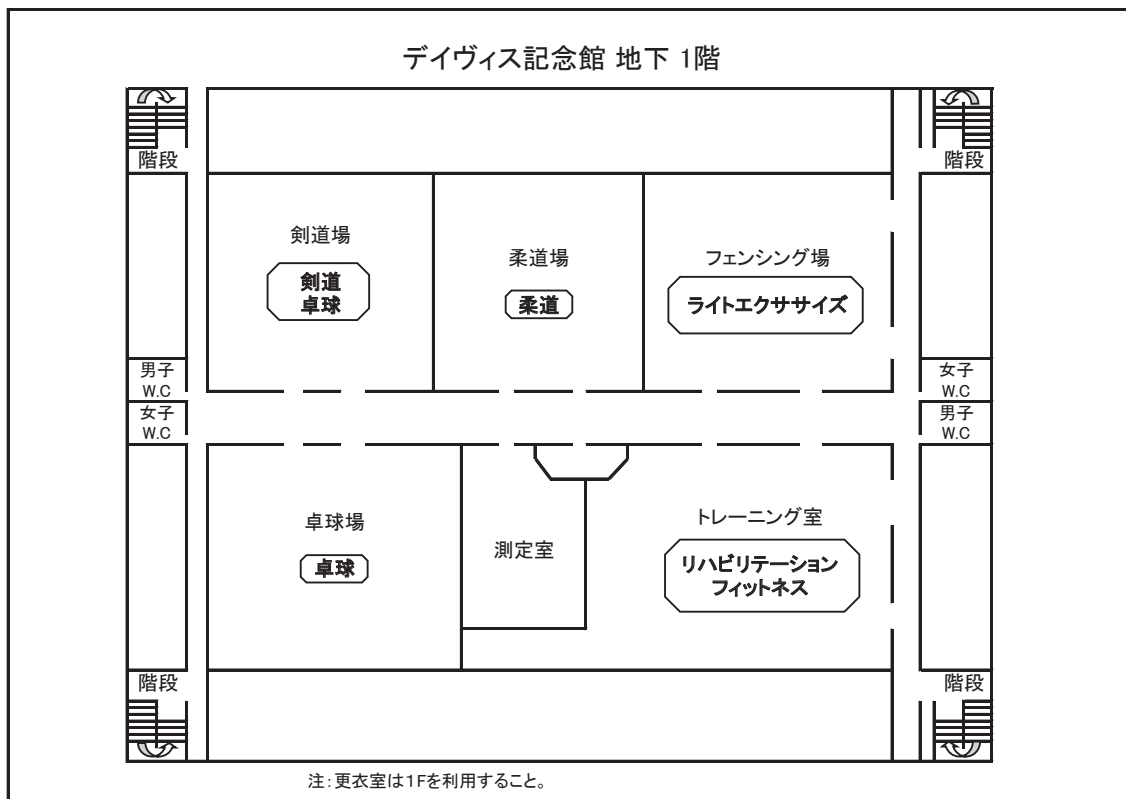 デイヴィス記念館 地下 1階
階段
階段
剣道場
剣道
卓球
柔道場
柔道
フェンシング場
ライトエクササイズ
男子
W.C
女子
W.C
女子
W.C
男子
W.C
卓球場
卓球
測定室
トレーニング室
リハビリテーション
フィットネス
階段
階段
注：更衣室は1Fを利用すること。